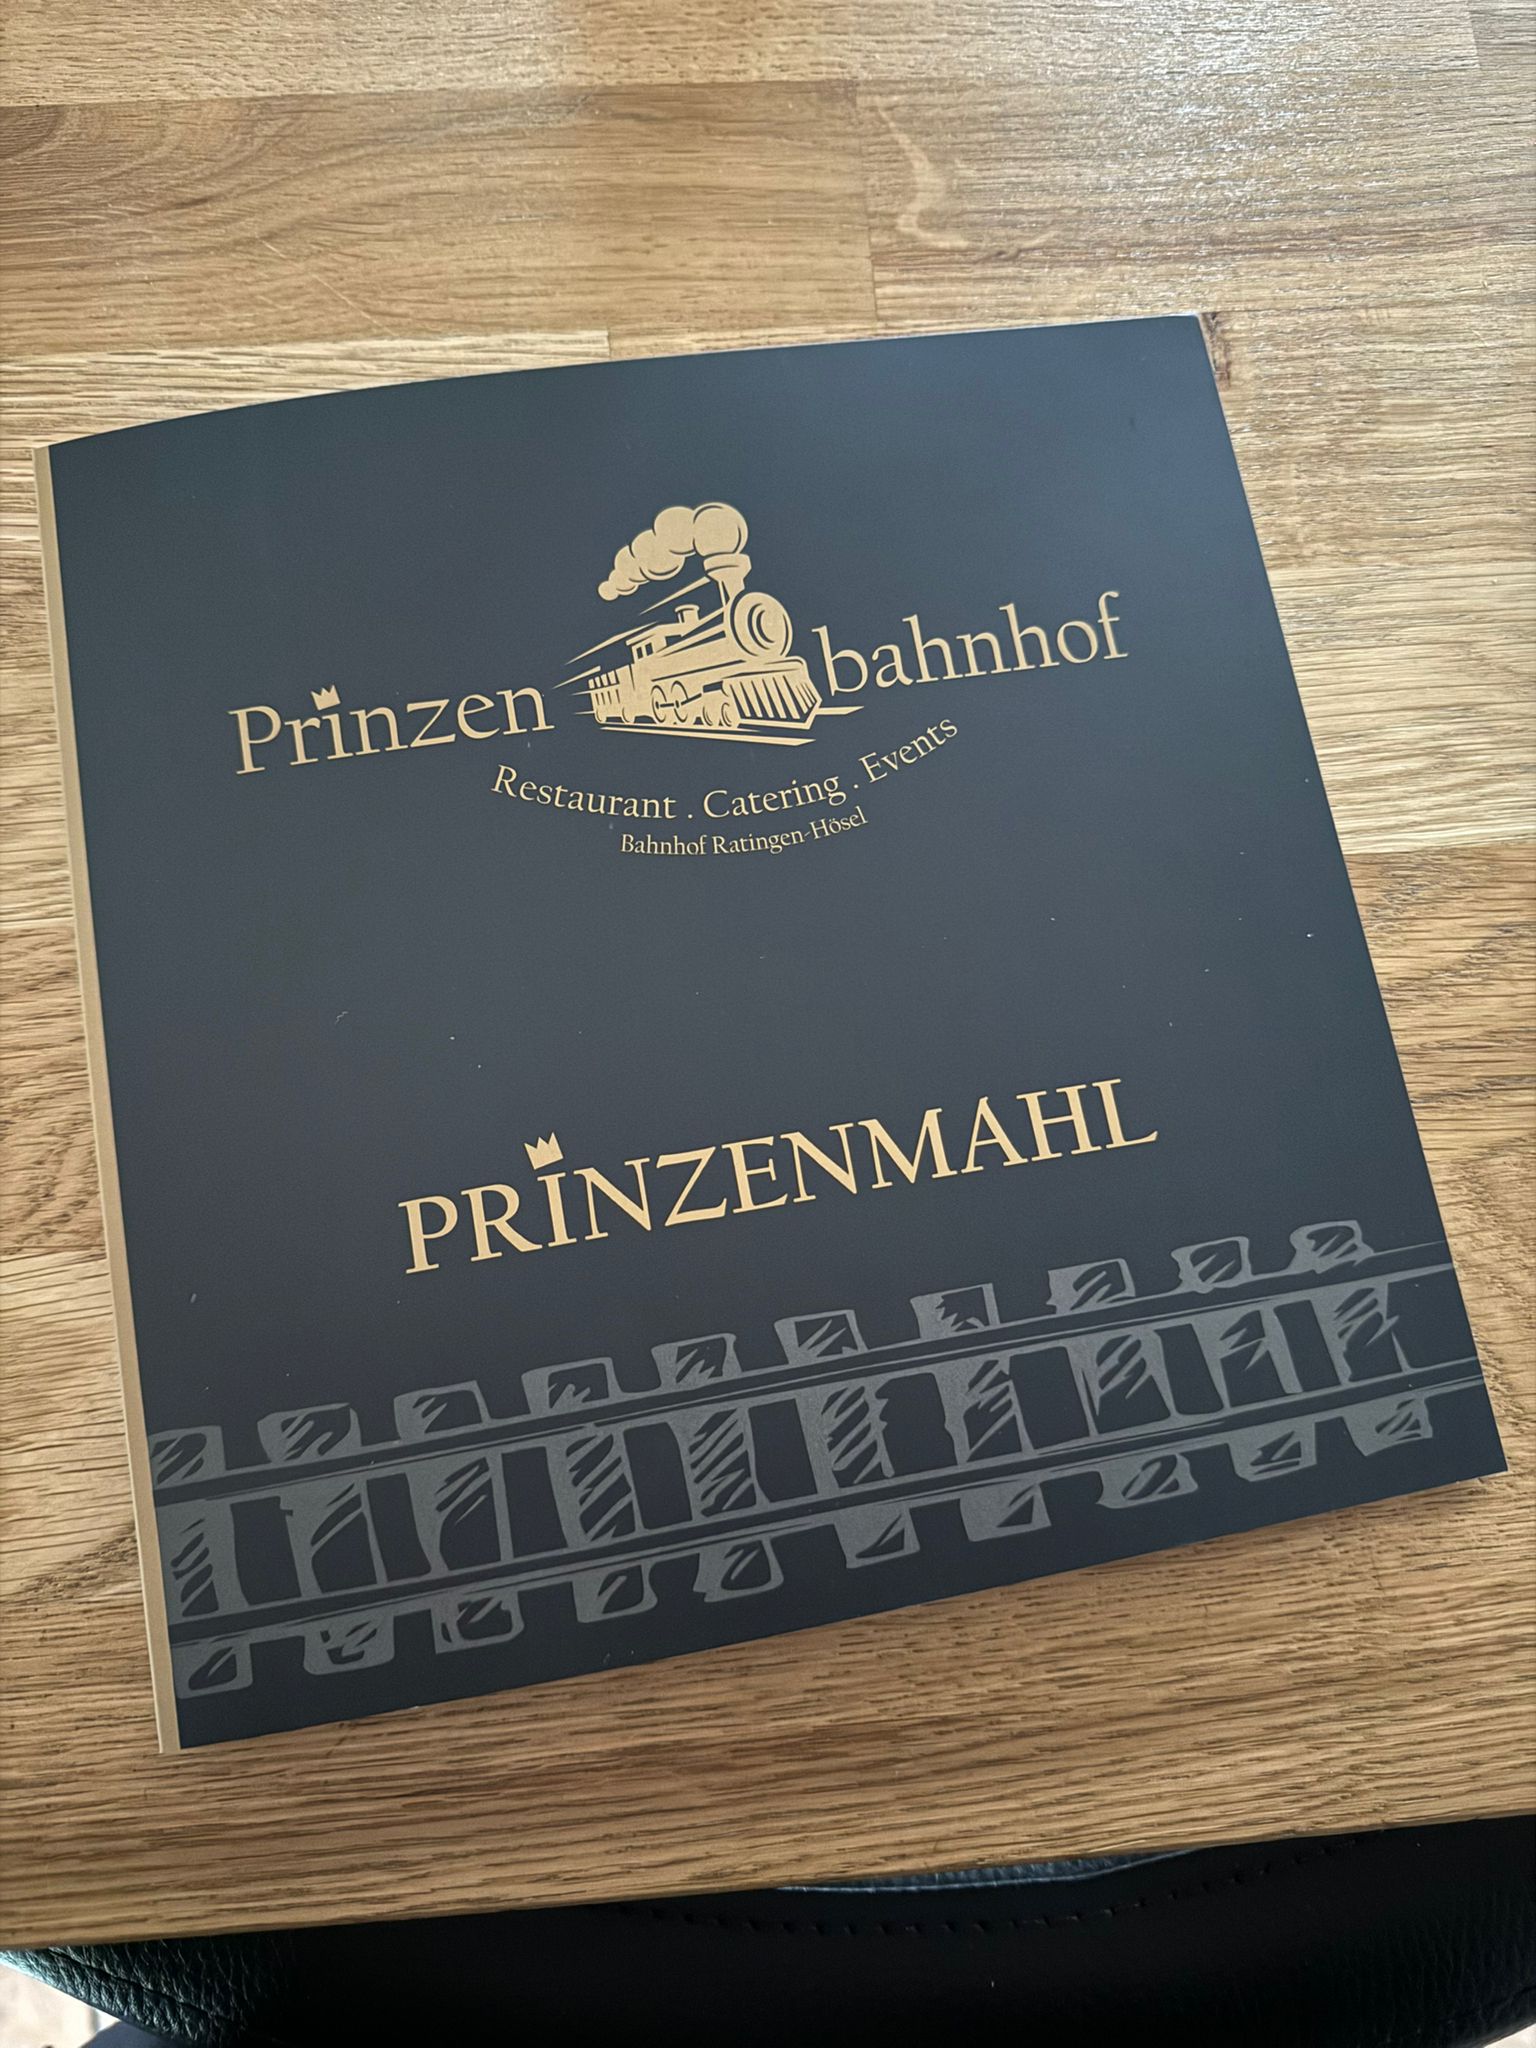 Prinzen bahnhof
Restaurant . Catering . Events
Bahnhof Ratingen-Hösel
PRINZENMAHL